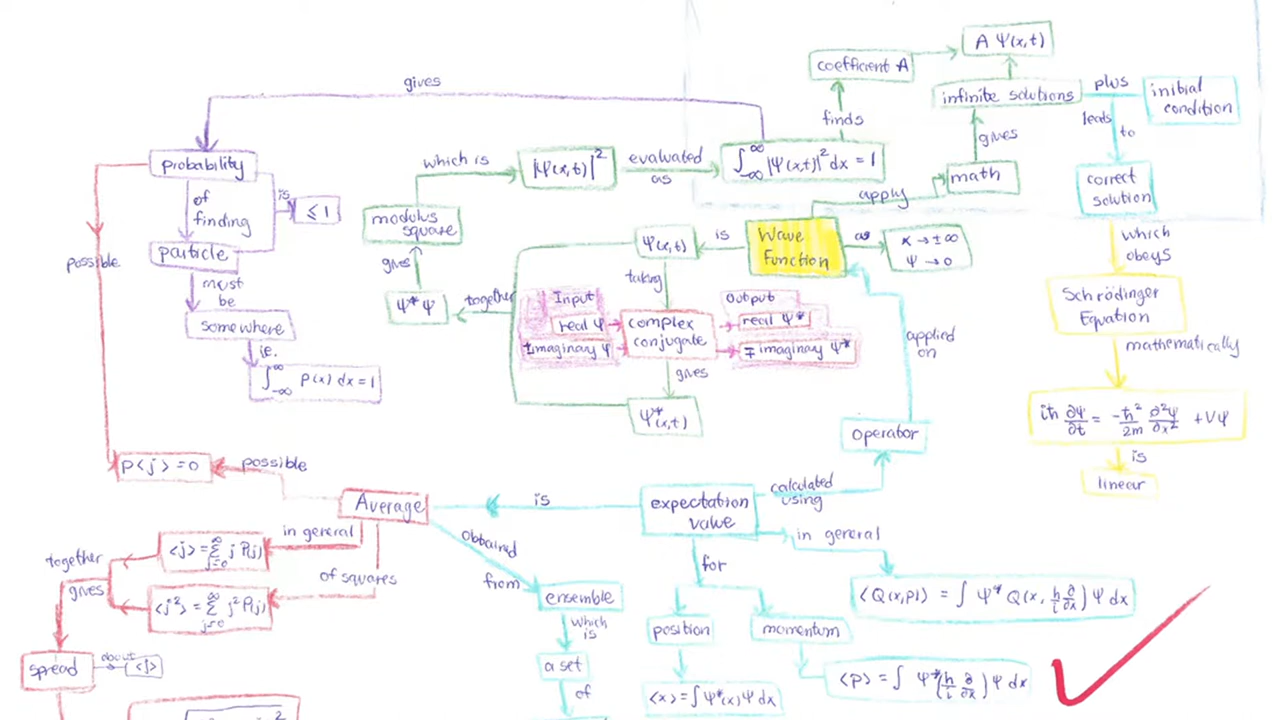 A Ψ(x,t)
coefficient A
gives
infinite solutions
plus
initial
condition
leads
to
finds
gives
probability
which is
|Ψ(x,t)|²
evaluated
as
∫_{-∞}^{∞} |Ψ(x,t)|² dx = 1
math
correct
solution
apply
of
finding
is
≤ 1
modulus
square
Ψ(x,t)
is
Wave
Function
as
x → ±∞
Ψ → 0
which
obeys
particle
possible
gives
taking
must
be
Ψ* Ψ
together
Input
Output
real Ψ
complex
conjugate
real Ψ*
±imaginary Ψ
∓ imaginary Ψ*
Schrödinger
Equation
somewhere
applied
on
mathematically
i.e.
gives
∫_{-∞}^{∞} P(x) dx = 1
Ψ*(x,t)
iħ ∂Ψ/∂t = -ħ²/2m ∂²Ψ/∂x² + VΨ
operator
is
linear
P<j> = 0
possible
Average
is
expectation
value
calculated
using
in general
in general
<j> = ∑_{j=0}^{∞} j P(j)
obtained
from
for
together
gives
of squares
<j²> = ∑_{j=0}^{∞} j² P(j)
ensemble
<Q(x,p)> = ∫ Ψ* Q(x, ħ/i ∂/∂x) Ψ dx
which
is
position
momentum
spread
about
<j>
a set
of
<x> = ∫Ψ*(x)Ψ dx
<p> = ∫ Ψ*(ħ/i ∂/∂x) Ψ dx